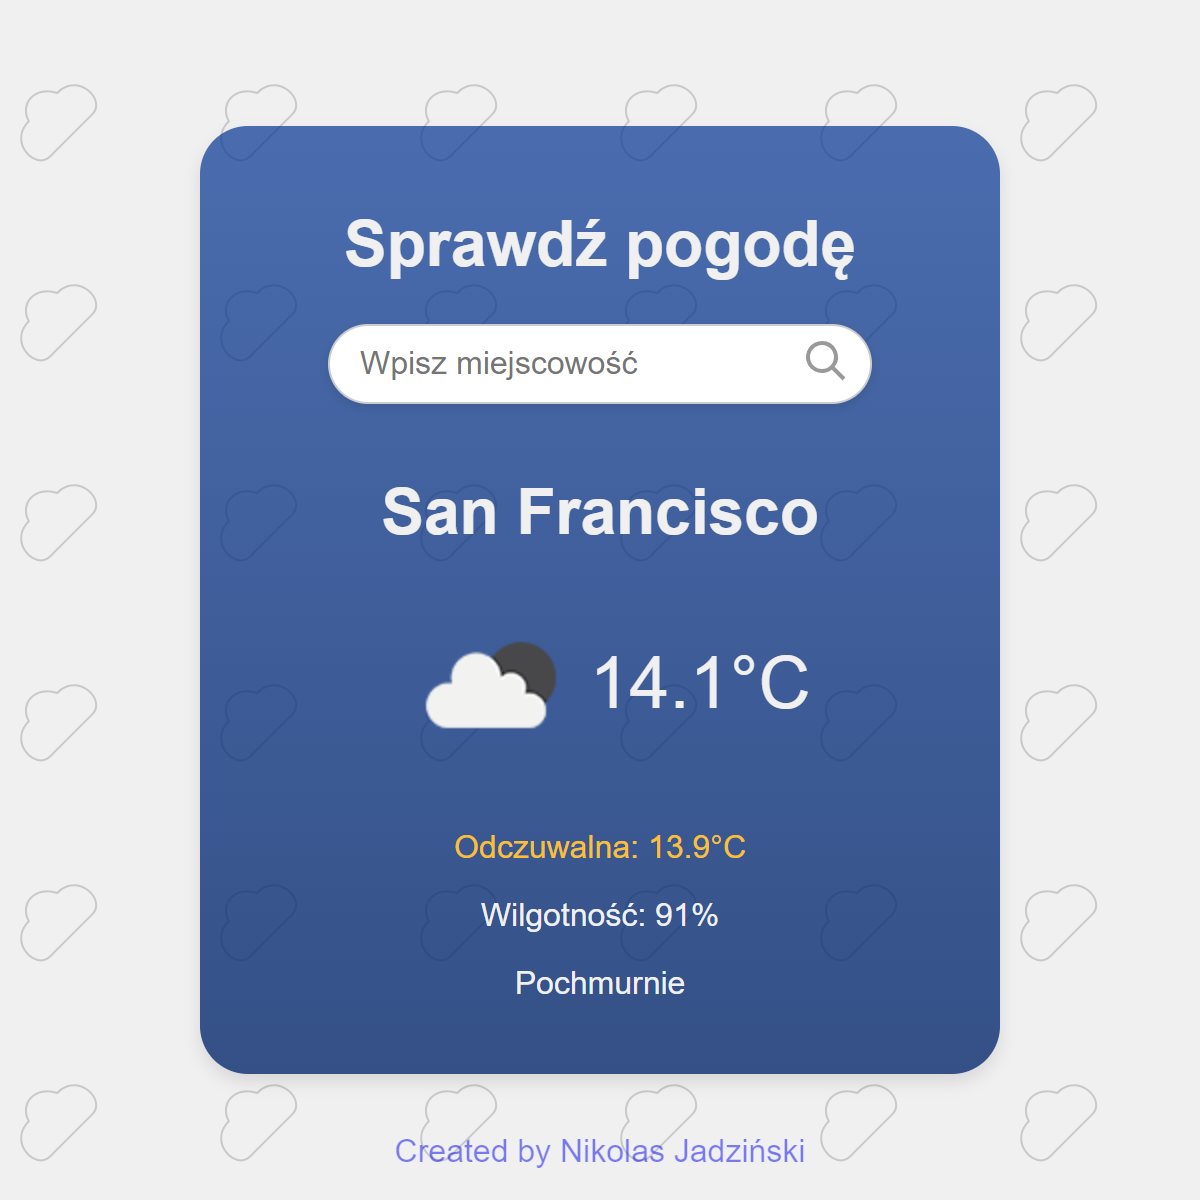 Sprawdź pogodę
Wpisz miejscowość
San Francisco
14.1°C
Odczuwalna: 13.9°C
Wilgotność: 91%
Pochmurnie
Created by Nikolas Jadziński